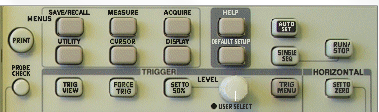 SAVE/RECALL MEASURE ACQUIRE HELP
MENUS
AUTO SET
PRINT
UTILITY CURSOR DISPLAY DEFAULT SETUP
SINGLE SEQ
RUN/STOP
PROBE CHECK
TRIGGER
LEVEL
HORIZONTAL
TRIG VIEW
FORCE TRIG
SET TO 50%
TRIG MENU
SET TO ZERO
USER SELECT